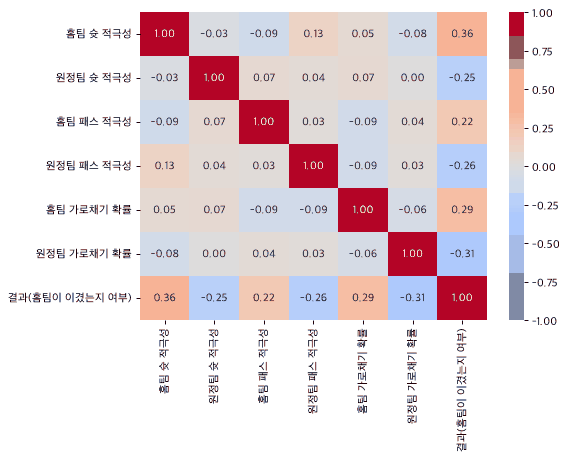 홈팀 슛 적극성 1.00 -0.03 -0.09 0.13 0.05 -0.08 0.36
원정팀 슛 적극성 -0.03 1.00 0.07 0.04 0.07 0.00 -0.25
홈팀 패스 적극성 -0.09 0.07 1.00 0.03 -0.09 0.04 0.22
원정팀 패스 적극성 0.13 0.04 0.03 1.00 -0.09 0.03 -0.26
홈팀 가로채기 확률 0.05 0.07 -0.09 -0.09 1.00 -0.06 0.29
원정팀 가로채기 확률 -0.08 0.00 0.04 0.03 -0.06 1.00 -0.31
결과(홈팀이 이겼는지 여부) 0.36 -0.25 0.22 -0.26 0.29 -0.31 1.00
홈팀 슛 적극성
원정팀 슛 적극성
홈팀 패스 적극성
원정팀 패스 적극성
홈팀 가로채기 확률
원정팀 가로채기 확률
결과(홈팀이 이겼는지 여부)
1.00
0.75
0.50
0.25
0.00
-0.25
-0.50
-0.75
-1.00